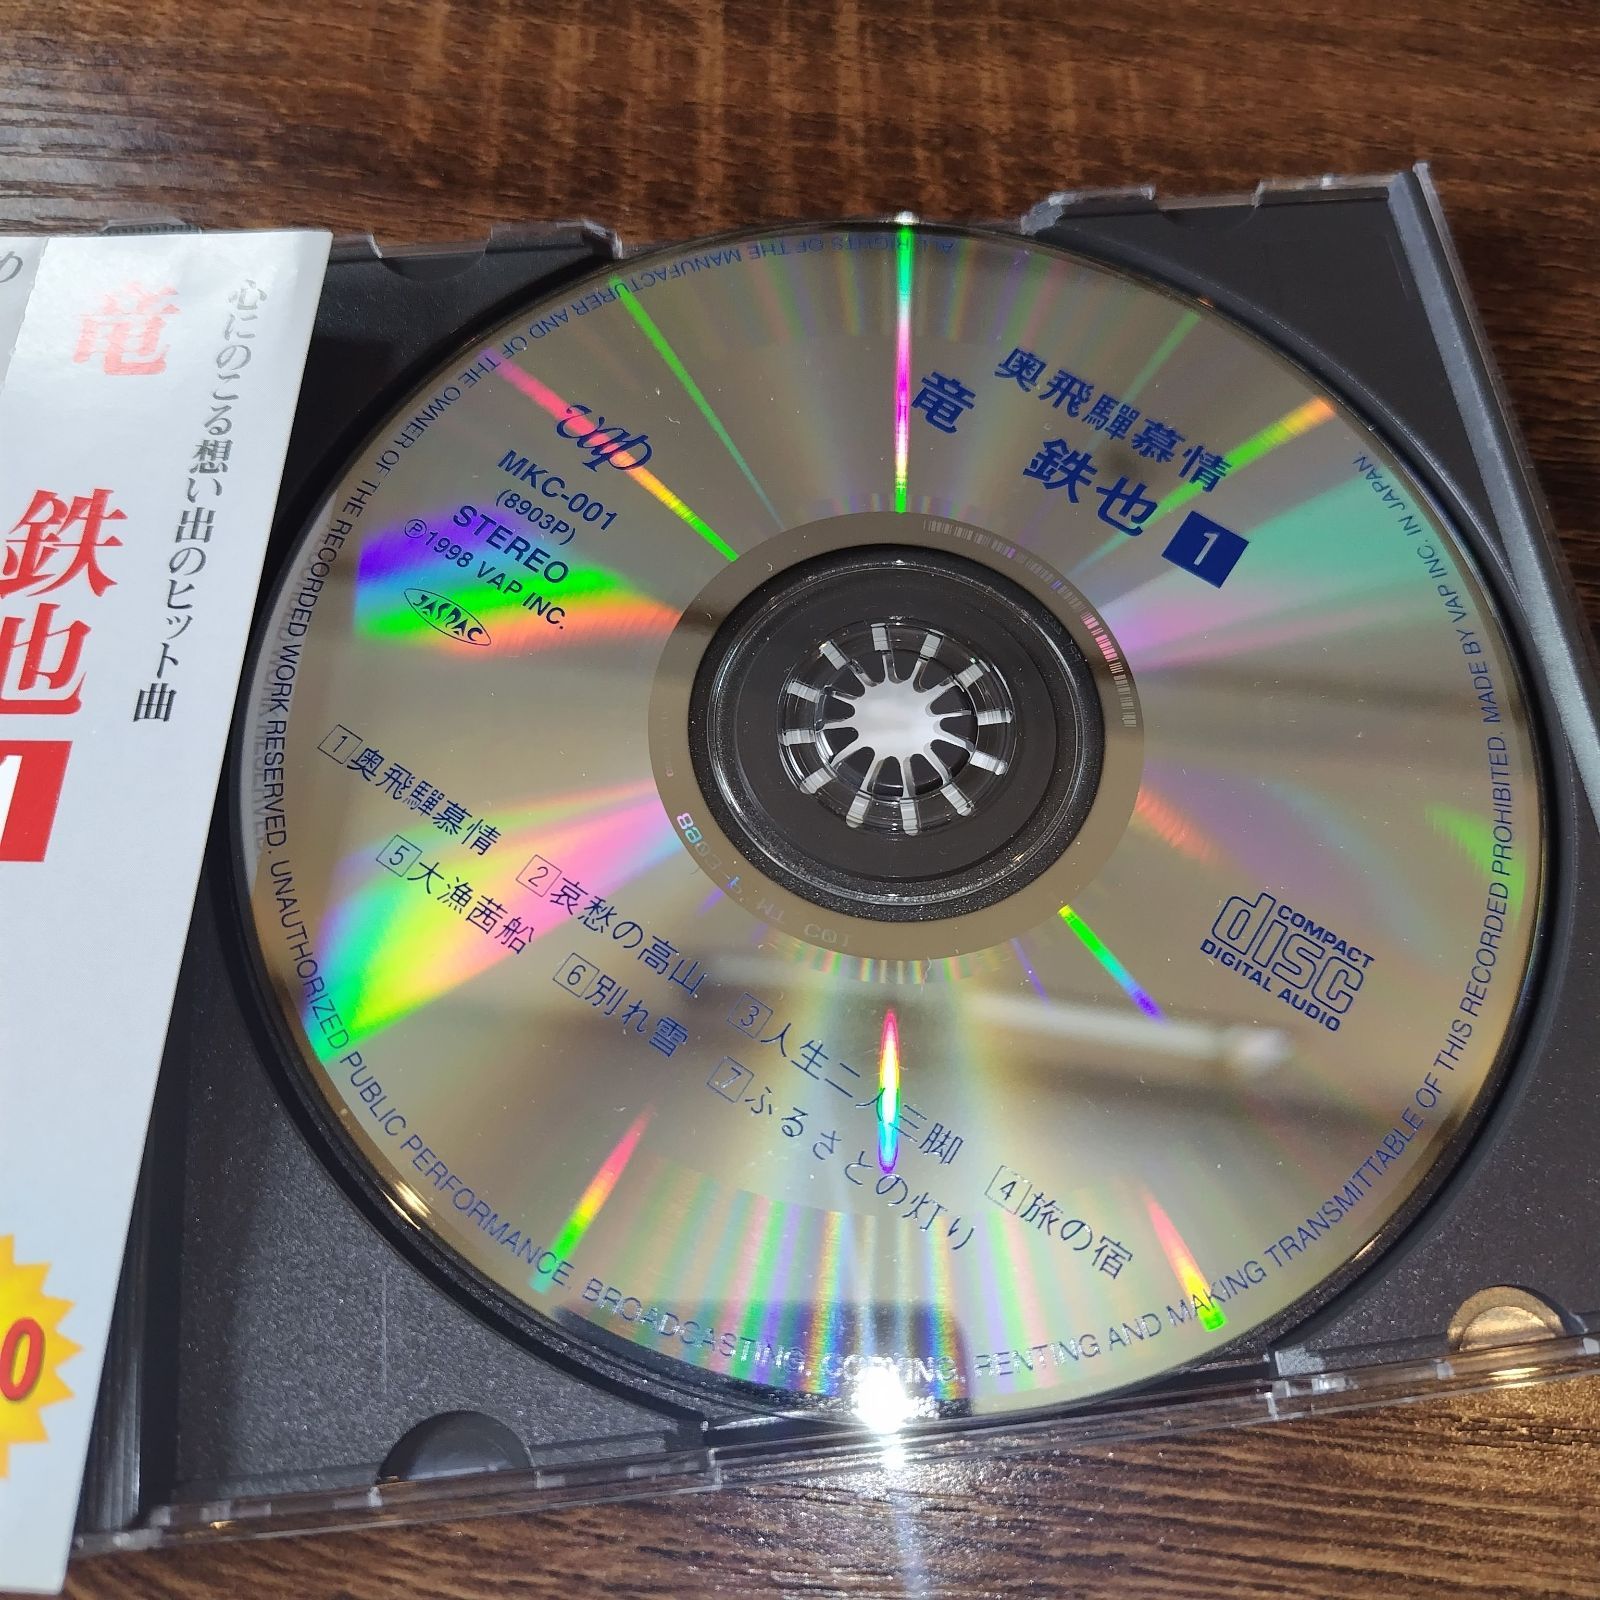 心にのこる想い出のヒット曲
竜 鉄也 1
0
奥飛騨慕情
竜 鉄也 1
vap
MKC-001
(8903P)
STEREO
Ⓟ1998 VAP INC.
JASRAC
1 奥飛騨慕情 2 哀愁の高山 3 人生二人三脚 4 旅の宿
5 大漁茜船 6 別れ雪 7 ふるさとの灯り
COMPACT
disc
DIGITAL AUDIO
ALL RIGHTS OF THE MANUFACTURER AND OF THE OWNER OF THE RECORDED WORK RESERVED. UNAUTHORIZED PUBLIC PERFORMANCE. BROADCASTING, COPYING, RENTING AND MAKING TRANSMITTABLE OF THIS RECORDED PROHIBITED. MADE BY VAP INC. IN JAPAN.